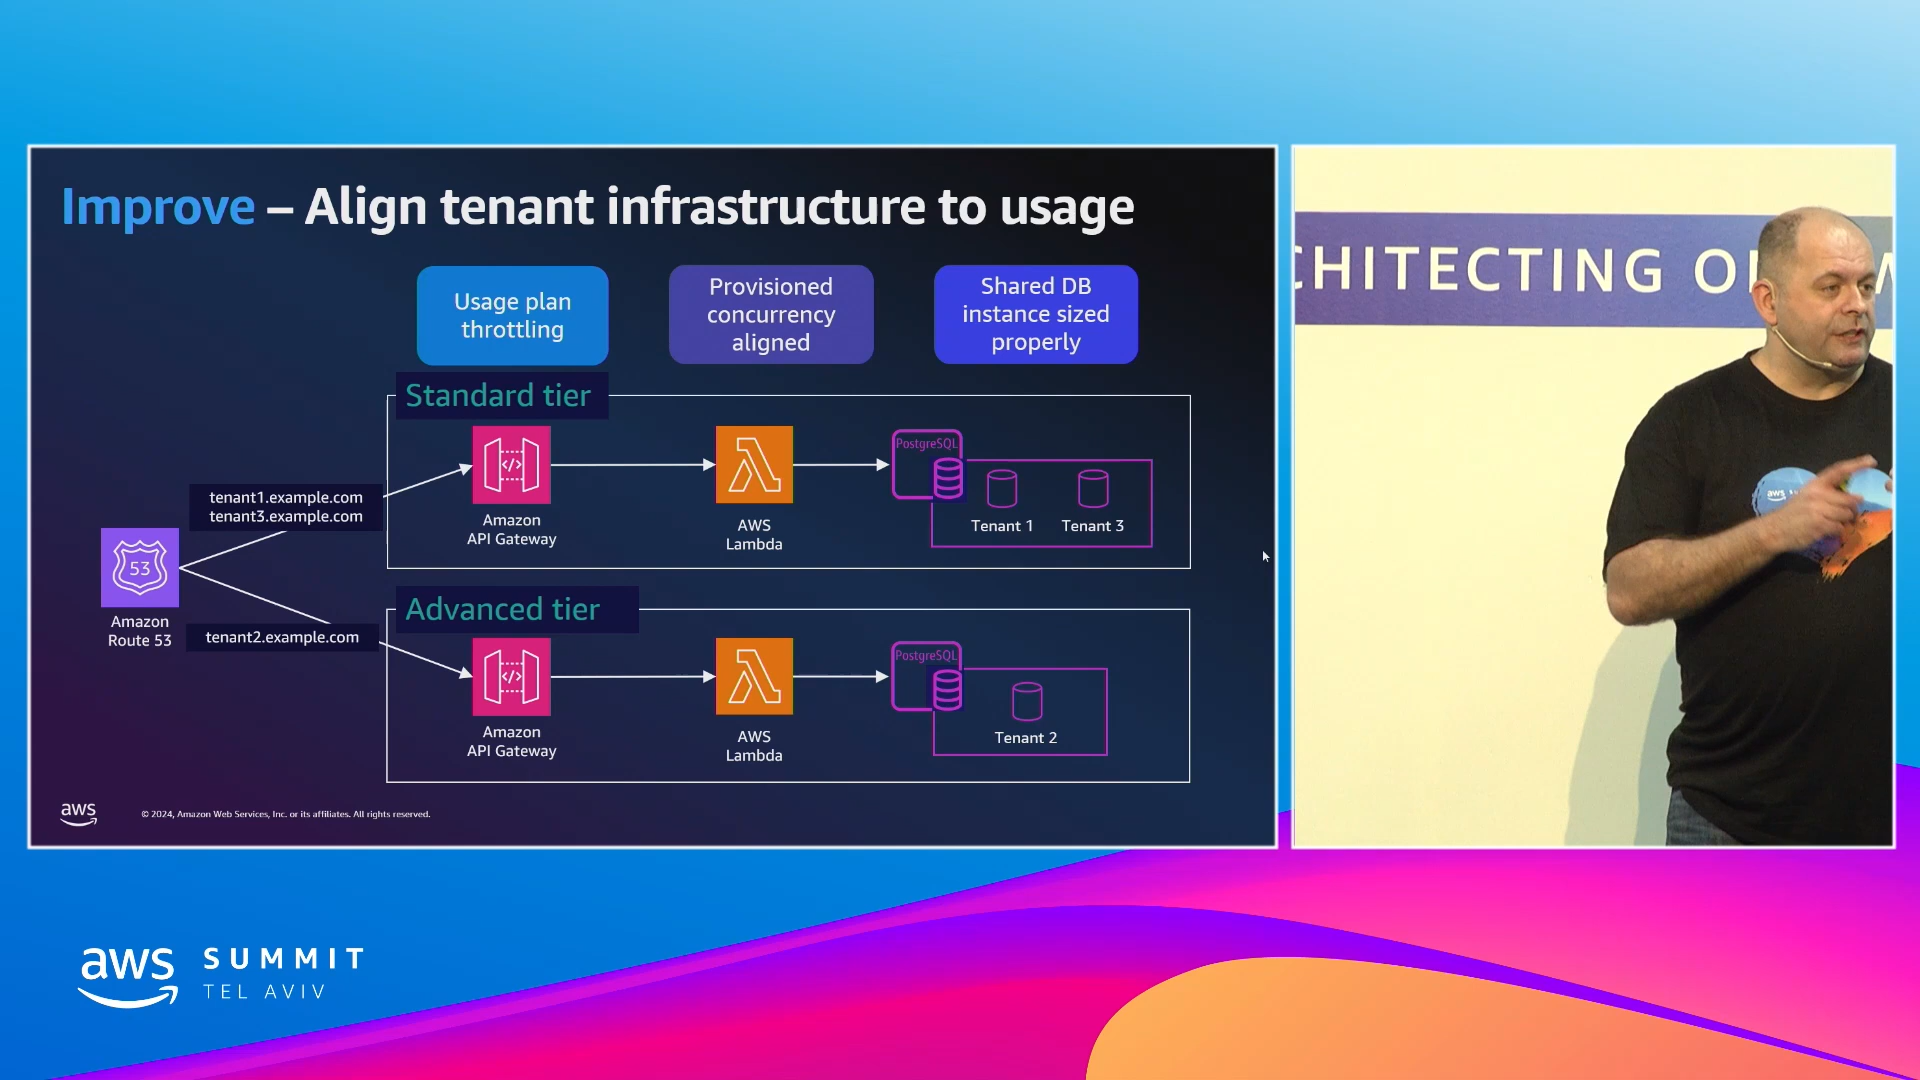 Improve – Align tenant infrastructure to usage
Usage plan
throttling
Provisioned
concurrency
aligned
Shared DB
instance sized
properly
Standard tier
PostgreSQL
tenant1.example.com
tenant3.example.com
Amazon
API Gateway
AWS
Lambda
Tenant 1
Tenant 3
53
Amazon
Route 53
Advanced tier
tenant2.example.com
PostgreSQL
Amazon
API Gateway
AWS
Lambda
Tenant 2
aws
© 2024, Amazon Web Services, Inc. or its affiliates. All rights reserved.
CHITECTING O
aws
aws SUMMIT
TEL AVIV